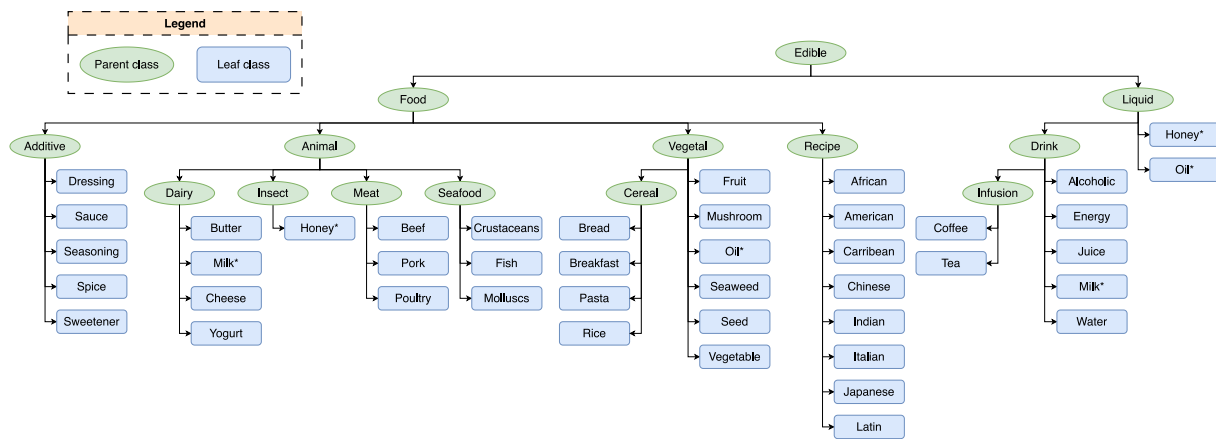 Legend
Parent class
Leaf class
Edible
Food
Liquid
Additive
Animal
Vegetal
Recipe
Drink
Honey*
Oil*
Dressing
Sauce
Seasoning
Spice
Sweetener
Dairy
Insect
Meat
Seafood
Butter
Milk*
Cheese
Yogurt
Honey*
Beef
Pork
Poultry
Crustaceans
Fish
Molluscs
Cereal
Bread
Breakfast
Pasta
Rice
Fruit
Mushroom
Oil*
Seaweed
Seed
Vegetable
African
American
Carribean
Chinese
Indian
Italian
Japanese
Latin
Infusion
Coffee
Tea
Alcoholic
Energy
Juice
Milk*
Water